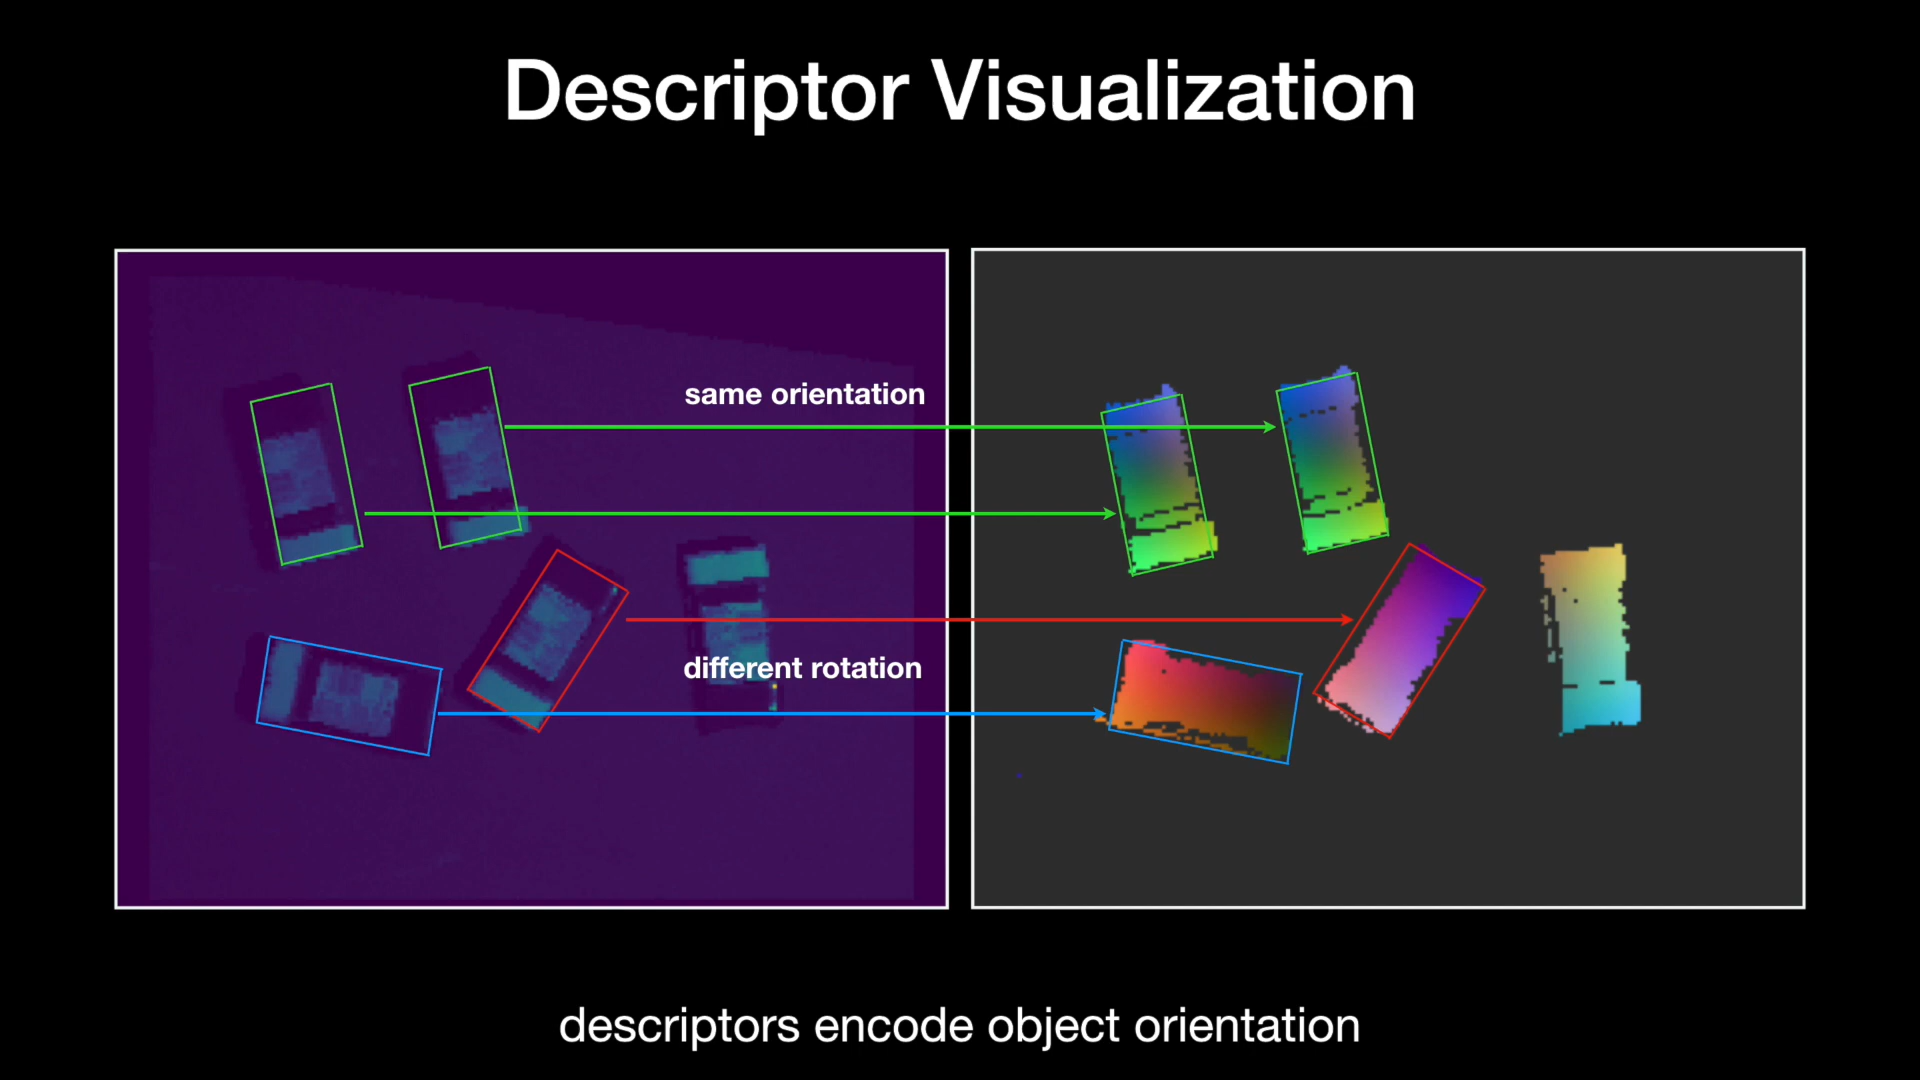 Descriptor Visualization
same orientation
different rotation
descriptors encode object orientation